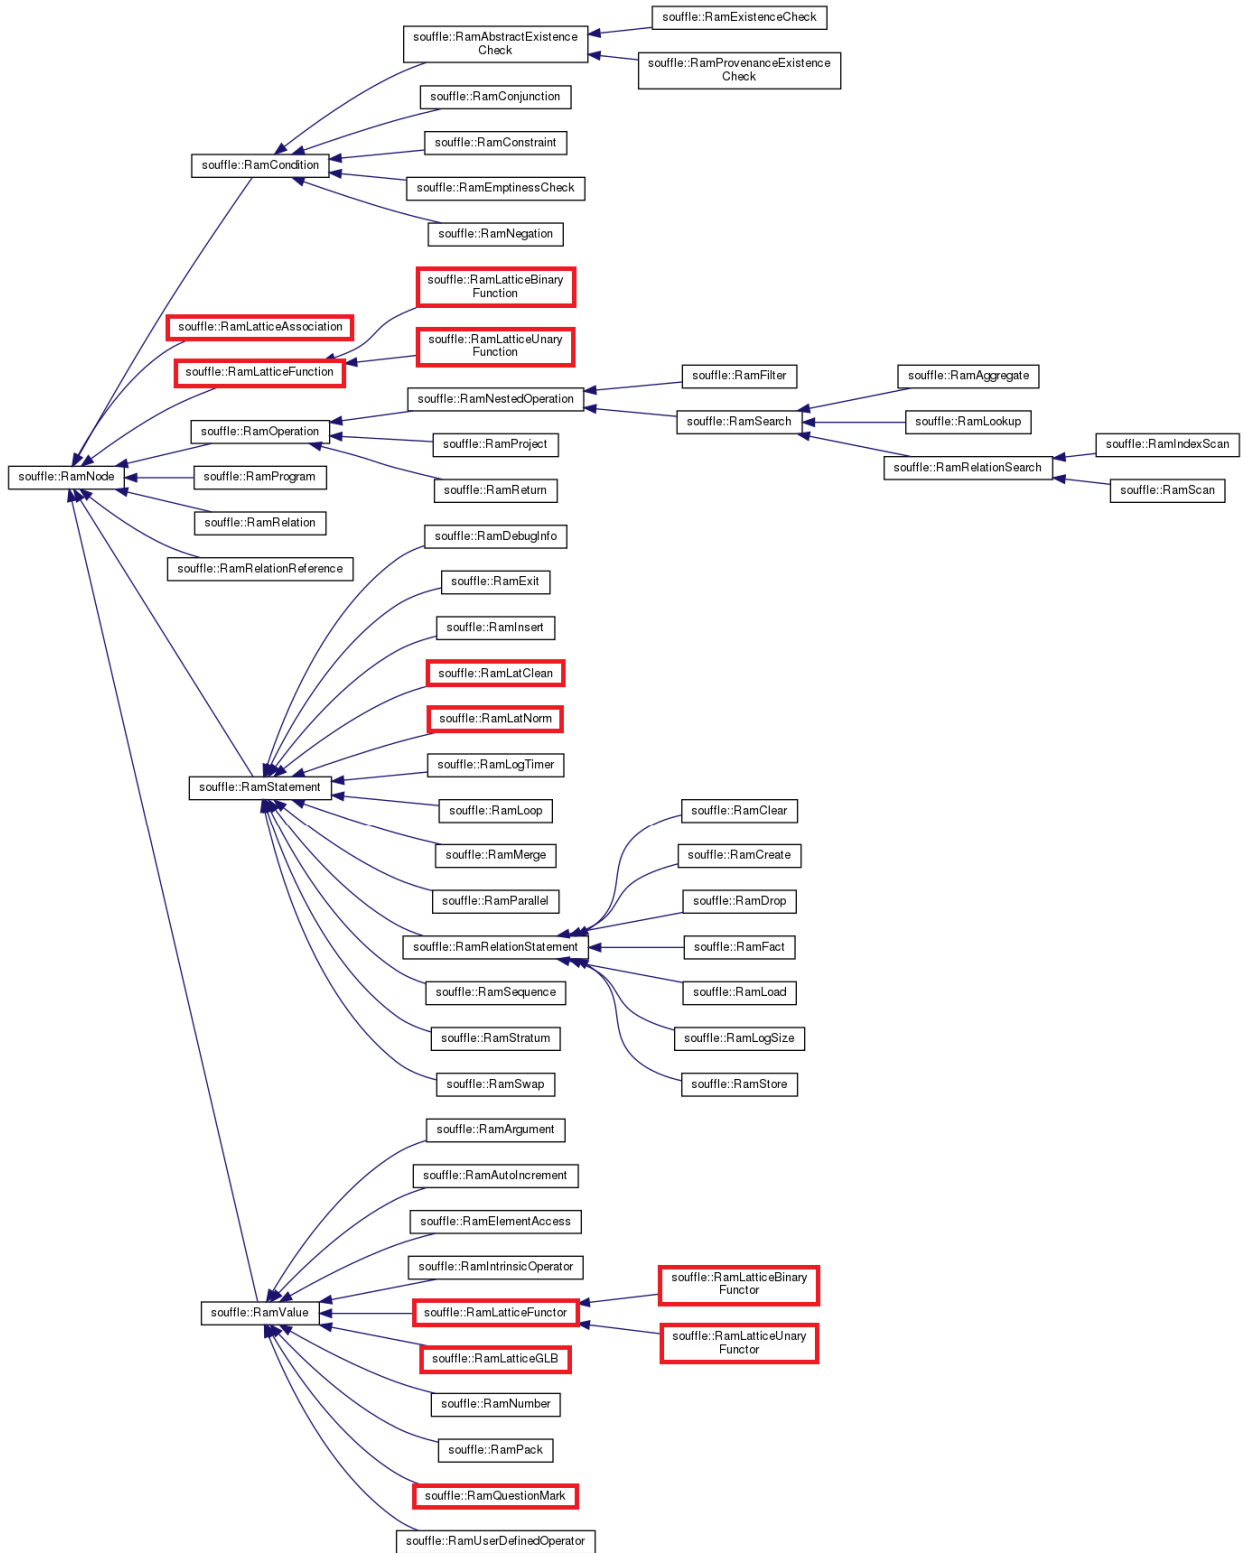 souffle::RamExistenceCheck
souffle::RamAbstractExistence
Check
souffle::RamProvenanceExistence
Check
souffle::RamConjunction
souffle::RamConstraint
souffle::RamCondition
souffle::RamEmptinessCheck
souffle::RamNegation
souffle::RamLatticeBinary
Function
souffle::RamLatticeAssociation
souffle::RamLatticeUnary
Function
souffle::RamLatticeFunction
souffle::RamFilter
souffle::RamAggregate
souffle::RamNestedOperation
souffle::RamSearch
souffle::RamLookup
souffle::RamOperation
souffle::RamProject
souffle::RamIndexScan
souffle::RamRelationSearch
souffle::RamNode
souffle::RamProgram
souffle::RamReturn
souffle::RamScan
souffle::RamRelation
souffle::RamDebugInfo
souffle::RamRelationReference
souffle::RamExit
souffle::RamInsert
souffle::RamLatClean
souffle::RamLatNorm
souffle::RamLogTimer
souffle::RamStatement
souffle::RamLoop
souffle::RamClear
souffle::RamMerge
souffle::RamCreate
souffle::RamParallel
souffle::RamDrop
souffle::RamRelationStatement
souffle::RamFact
souffle::RamSequence
souffle::RamLoad
souffle::RamStratum
souffle::RamLogSize
souffle::RamSwap
souffle::RamStore
souffle::RamArgument
souffle::RamAutoIncrement
souffle::RamElementAccess
souffle::RamIntrinsicOperator
souffle::RamLatticeBinary
Functor
souffle::RamValue
souffle::RamLatticeFunctor
souffle::RamLatticeUnary
Functor
souffle::RamLatticeGLB
souffle::RamNumber
souffle::RamPack
souffle::RamQuestionMark
souffle::RamUserDefinedOperator